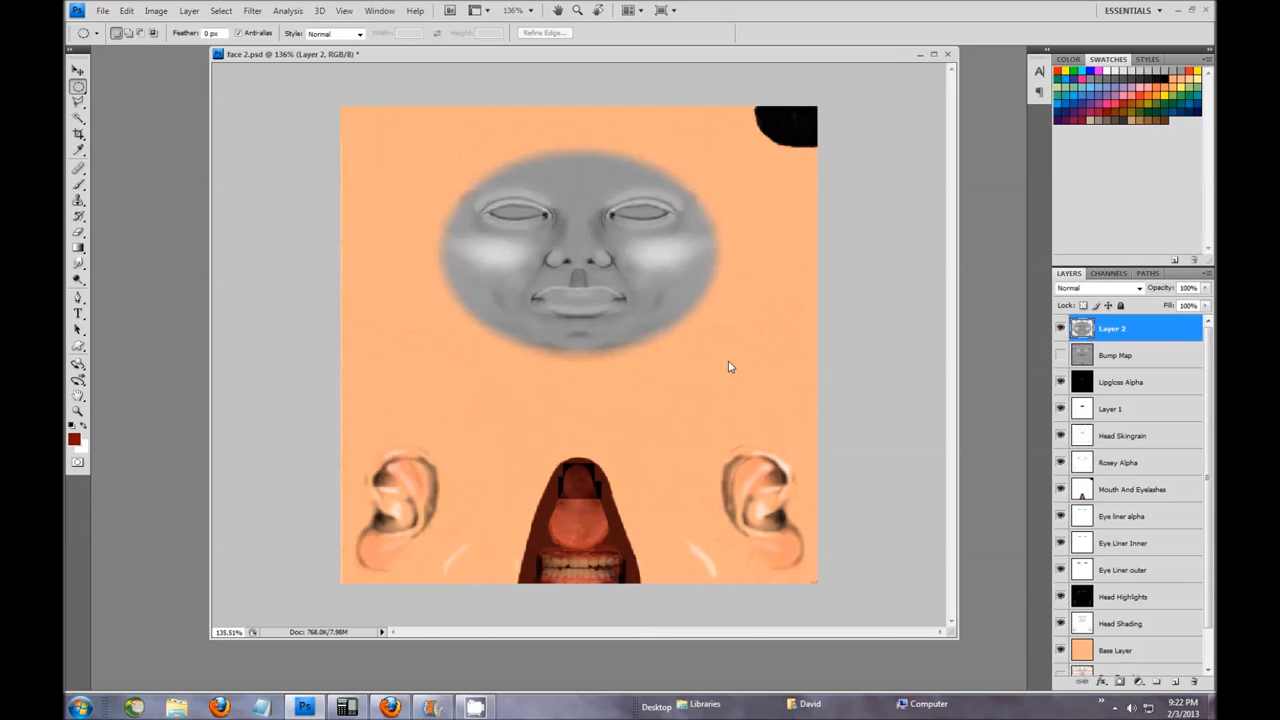 Ps File Edit Image Layer Select Filter Analysis 3D View Window Help Br 136% ESSENTIALS
Feather: 0 px Anti-alias Style: Normal Width: Height: Refine Edge...
Ps face 2.psd @ 136% (Layer 2, RGB/8) *
COLOR SWATCHES STYLES
LAYERS CHANNELS PATHS
Normal Opacity: 100%
Lock: Fill: 100%
Layer 2
Bump Map
Lipgloss Alpha
Layer 1
Head Skingrain
Rosey Alpha
Mouth And Eyelashes
Eye liner alpha
Eye Liner Inner
Eye Liner outer
Head Highlights
Head Shading
Base Layer
135.51% Doc: 768.0K/7.98M
Ps Desktop Libraries David Computer 9:22 PM
2/3/2013